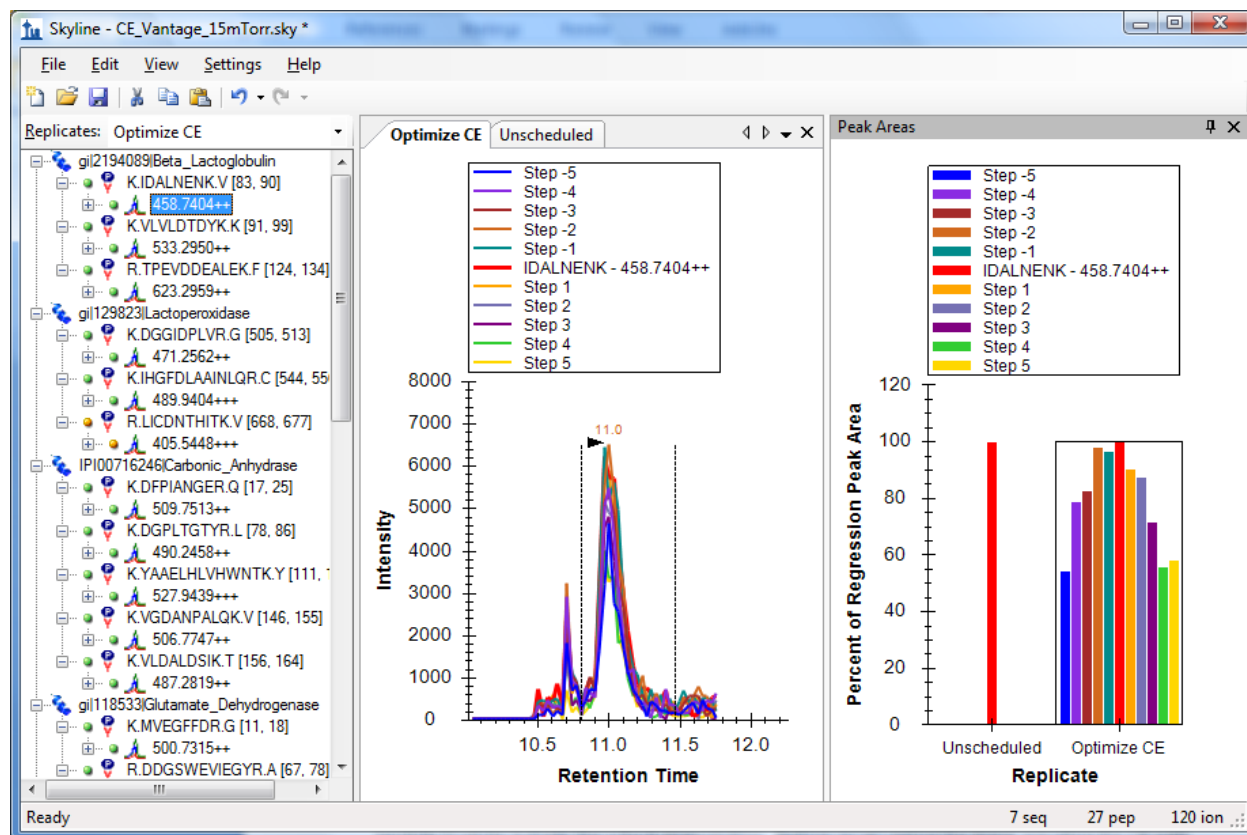 Skyline - CE_Vantage_15mTorr.sky *
File Edit View Settings Help
Replicates: Optimize CE
gi|2194089|Beta_Lactoglobulin
K.IDALNENK.V [83, 90]
458.7404++
K.VLVLDTDYK.K [91, 99]
533.2950++
R.TPEVDDEALEK.F [124, 134]
623.2959++
gi|129823|Lactoperoxidase
K.DGGIDPLVR.G [505, 513]
471.2562++
K.IHGFDLAAINLQR.C [544, 55
489.9404+++
R.LICDNTHITK.V [668, 677]
405.5448+++
IPI00716246|Carbonic_Anhydrase
K.DFPIANGER.Q [17, 25]
509.7513++
K.DGPLTGTYR.L [78, 86]
490.2458++
K.YAAELHLVHWNTK.Y [111,
527.9439+++
K.VGDANPALQK.V [146, 155]
506.7747++
K.VLDALDSIK.T [156, 164]
487.2819++
gi|118533|Glutamate_Dehydrogenase
K.MVEGFFDR.G [11, 18]
500.7315++
R.DDGSWEVIEGYR.A [67, 78]
Optimize CE Unscheduled
Step -5
Step -4
Step -3
Step -2
Step -1
IDALNENK - 458.7404++
Step 1
Step 2
Step 3
Step 4
Step 5
8000
7000
6000
5000
4000
3000
2000
1000
0
Intensity
11.0
10.5 11.0 11.5 12.0
Retention Time
Peak Areas
Step -5
Step -4
Step -3
Step -2
Step -1
IDALNENK - 458.7404++
Step 1
Step 2
Step 3
Step 4
Step 5
120
100
80
60
40
20
0
Percent of Regression Peak Area
Unscheduled Optimize CE
Replicate
Ready 7 seq 27 pep 120 ion